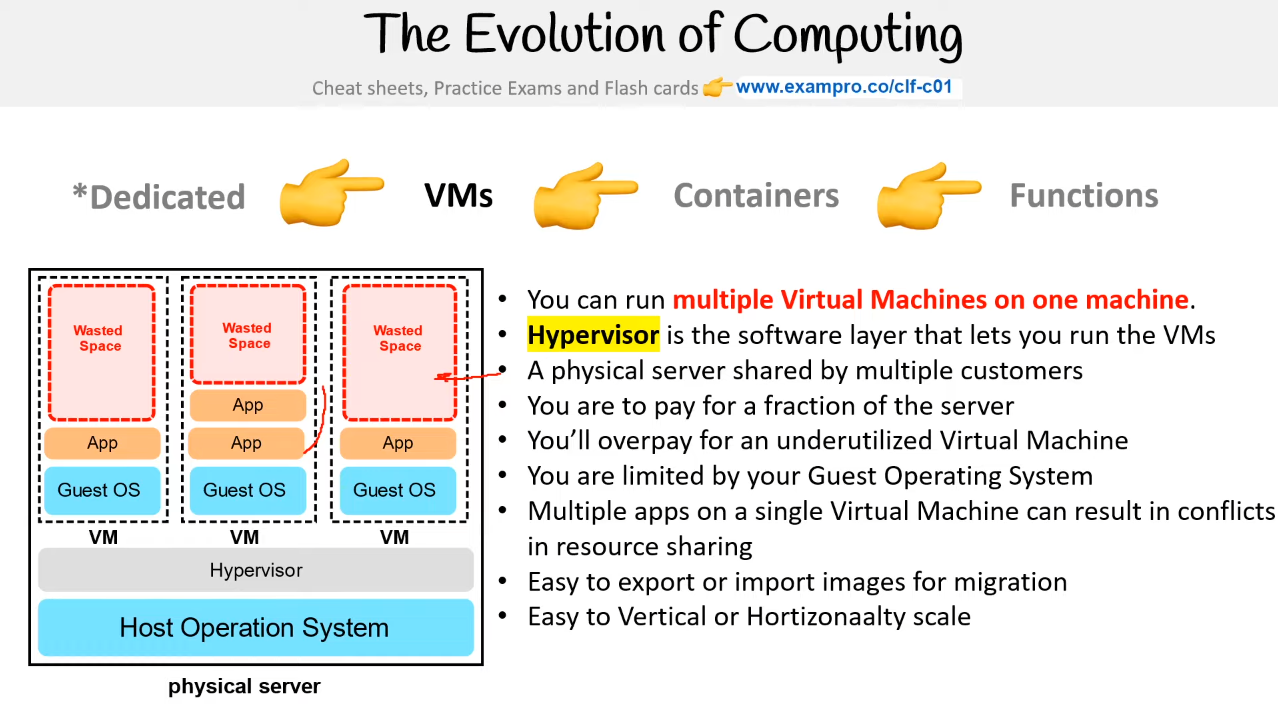 The Evolution of Computing
Cheat sheets, Practice Exams and Flash cards 👉 www.exampro.co/clf-c01
*Dedicated 👉 VMs 👉 Containers 👉 Functions
Wasted
Space
App
Guest OS
VM
Wasted
Space
App
App
Guest OS
VM
Wasted
Space
App
Guest OS
VM
Hypervisor
Host Operation System
physical server
• You can run multiple Virtual Machines on one machine.
• Hypervisor is the software layer that lets you run the VMs
• A physical server shared by multiple customers
• You are to pay for a fraction of the server
• You’ll overpay for an underutilized Virtual Machine
• You are limited by your Guest Operating System
• Multiple apps on a single Virtual Machine can result in conflicts
in resource sharing
• Easy to export or import images for migration
• Easy to Vertical or Hortizonaalty scale